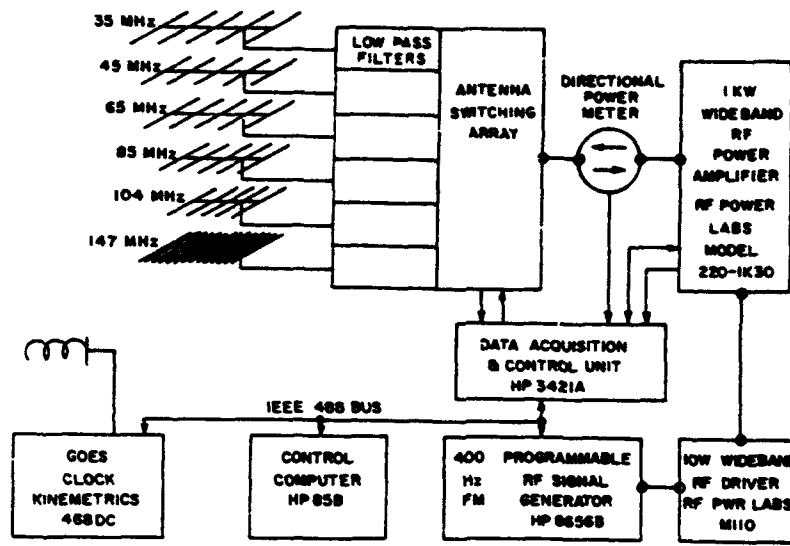 35 MHz
45 MHz
65 MHz
85 MHz
104 MHz
147 MHz
LOW PASS
FILTERS
ANTENNA
SWITCHING
ARRAY
DIRECTIONAL
POWER
METER
1 KW
WIDEBAND
RF
POWER
AMPLIFIER
RF POWER
LABS
MODEL
220-1K30
DATA ACQUISITION
& CONTROL UNIT
HP 3421A
IEEE 488 BUS
GOES
CLOCK
KINEMETRICS
468DC
CONTROL
COMPUTER
HP 85B
400
Hz
FM
PROGRAMMABLE
RF SIGNAL
GENERATOR
HP 8656B
10W WIDEBAND
RF DRIVER
RF PWR LABS
M110